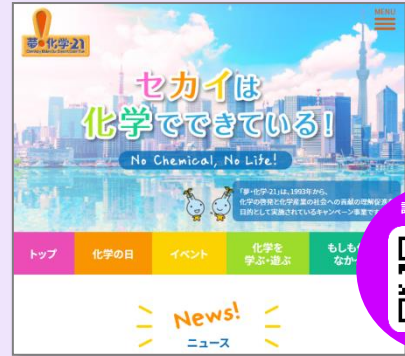 MENU
夢・化学-21
セカイは
化学でできている!
No Chemical, No Life!
「夢・化学-21」は、1993年から、
化学の啓発と化学産業の社会への貢献の理解促進を
目的として実施されているキャンペーン事業です
トップ
化学の日
イベント
化学を
学ぶ・遊ぶ
News!
ニュース